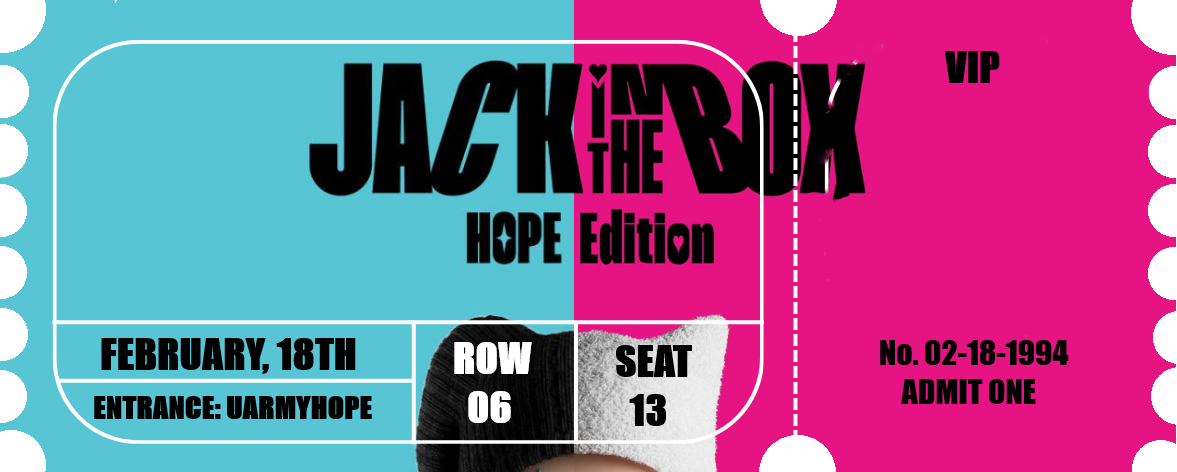 JACK iN THE BOX
HOPE Edition
FEBRUARY, 18TH
ENTRANCE: UARMYHOPE
ROW
06
SEAT
13
VIP
No. 02-18-1994
ADMIT ONE